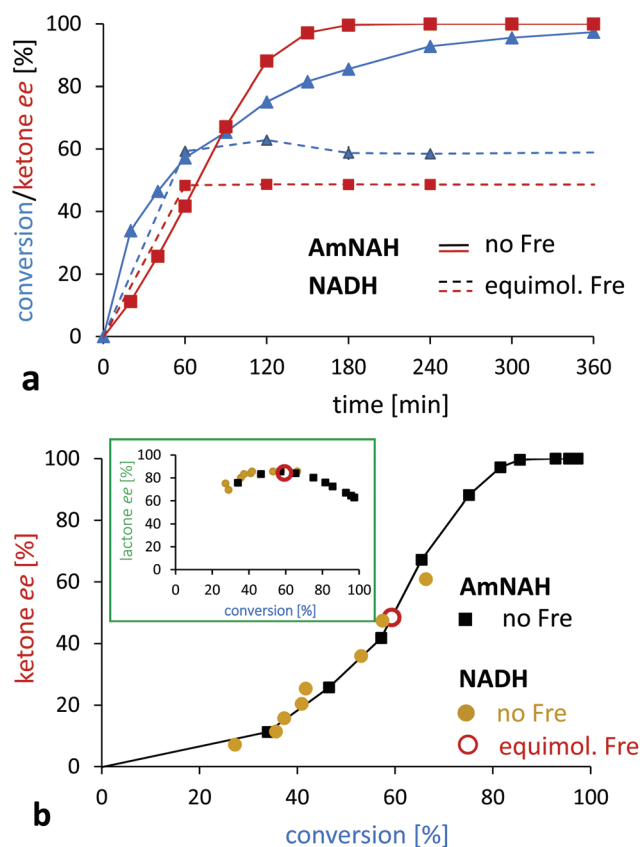 conversion/ketone ee [%]
100
80
60
40
20
0
AmNAH
no Fre
NADH
equimol. Fre
0 60 120 180 240 300 360
time [min]
a
ketone ee [%]
100
80
60
40
20
0
lactone ee [%]
100
80
60
40
20
0
0 20 40 60 80 100
conversion [%]
AmNAH
no Fre
NADH
no Fre
equimol. Fre
0 20 40 60 80 100
conversion [%]
b